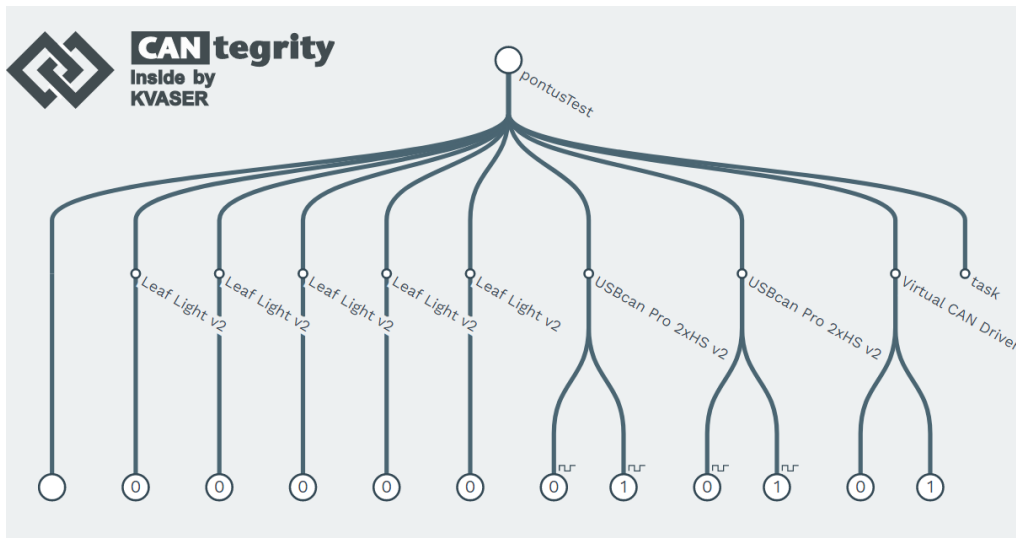 CANtegrity
Inside by
KVASER
pontusTest
Leaf Light v2
Leaf Light v2
Leaf Light v2
Leaf Light v2
Leaf Light v2
USBcan Pro 2xHS v2
USBcan Pro 2xHS v2
Virtual CAN Driver
task
0
0
0
0
0
0
1
0
1
0
1